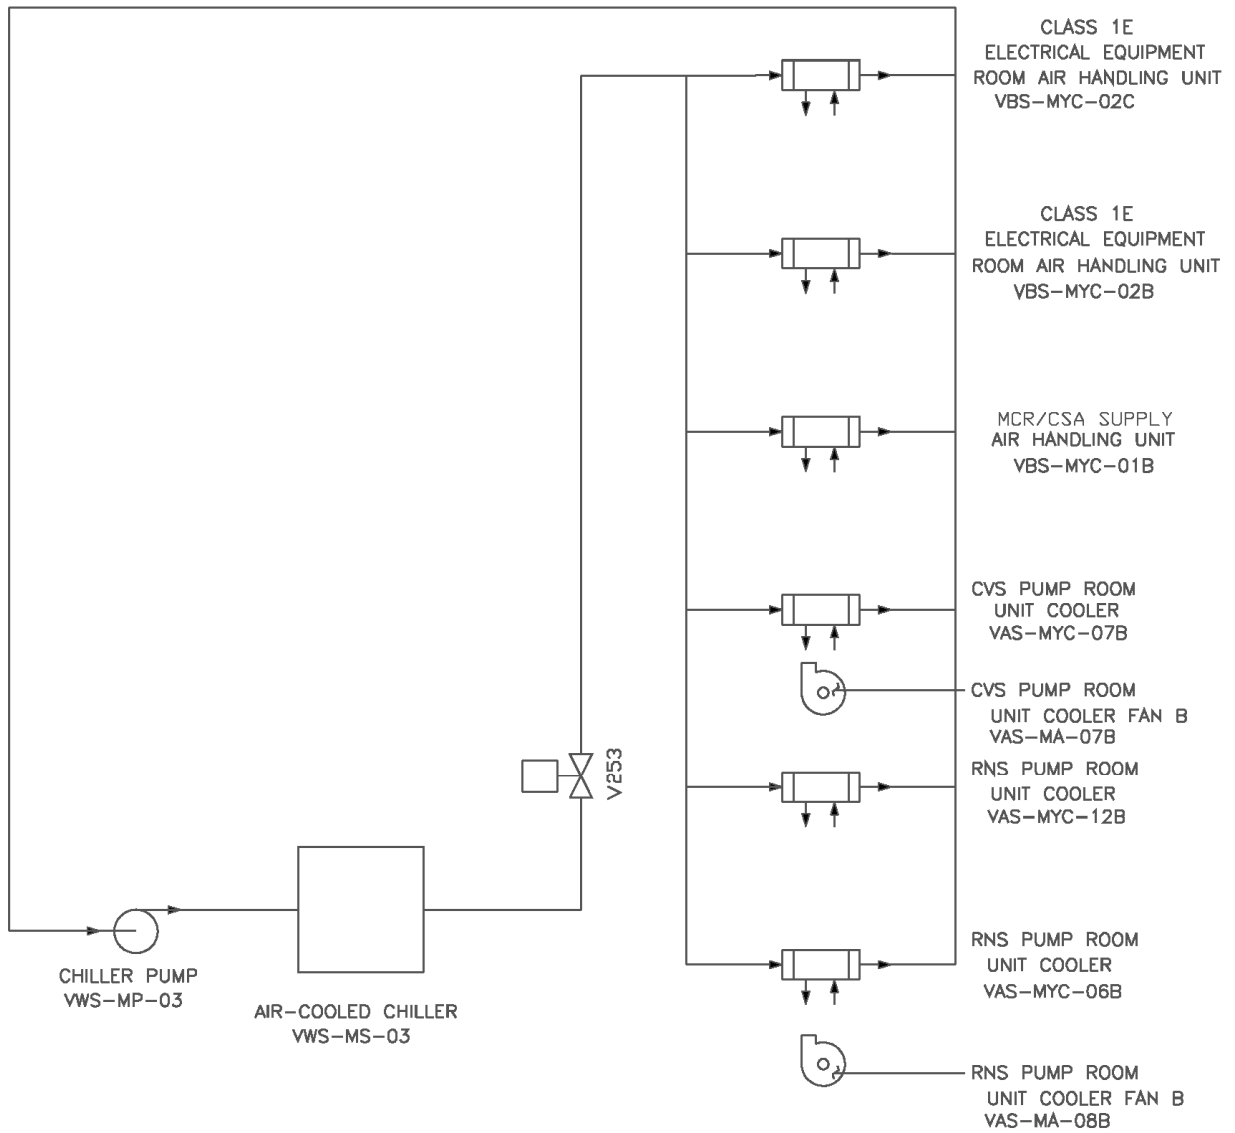 CLASS 1E
ELECTRICAL EQUIPMENT
ROOM AIR HANDLING UNIT
VBS-MYC-02C
CLASS 1E
ELECTRICAL EQUIPMENT
ROOM AIR HANDLING UNIT
VBS-MYC-02B
MCR/CSA SUPPLY
AIR HANDLING UNIT
VBS-MYC-01B
CVS PUMP ROOM
UNIT COOLER
VAS-MYC-07B
CVS PUMP ROOM
UNIT COOLER FAN B
VAS-MA-07B
V253
RNS PUMP ROOM
UNIT COOLER
VAS-MYC-12B
RNS PUMP ROOM
UNIT COOLER
VAS-MYC-06B
CHILLER PUMP
VWS-MP-03
AIR-COOLED CHILLER
VWS-MS-03
RNS PUMP ROOM
UNIT COOLER FAN B
VAS-MA-08B